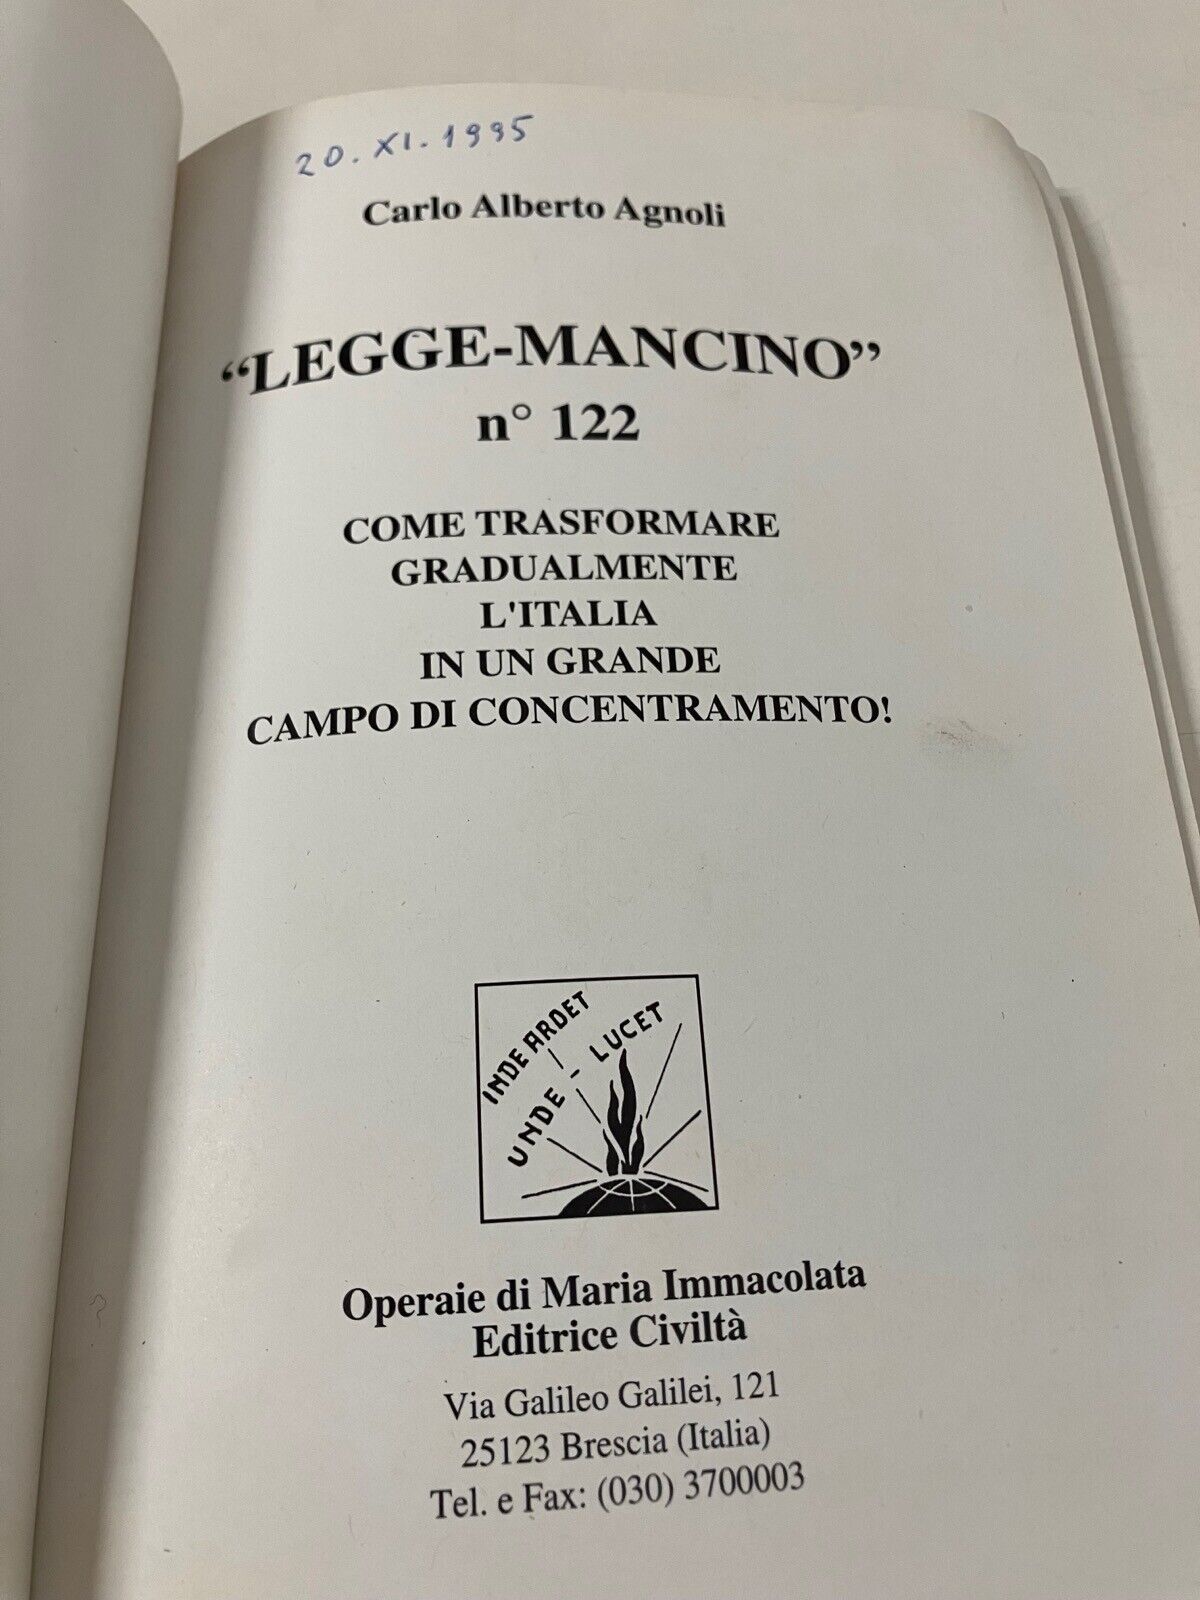 20. XI. 1995
Carlo Alberto Agnoli
“LEGGE-MANCINO”
n° 122
COME TRASFORMARE
GRADUALMENTE
L'ITALIA
IN UN GRANDE
CAMPO DI CONCENTRAMENTO!
INDE ARDET
UNDE - LUCET
Operaie di Maria Immacolata
Editrice Civiltà
Via Galileo Galilei, 121
25123 Brescia (Italia)
Tel. e Fax: (030) 3700003